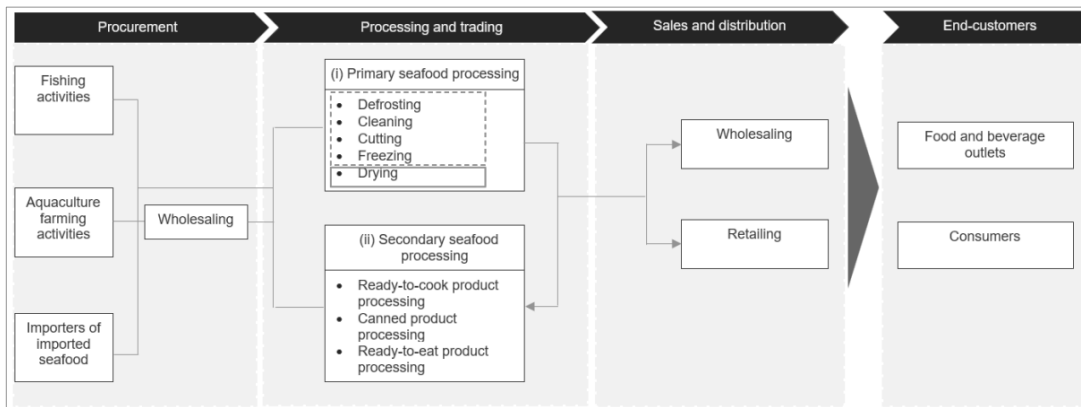 Procurement
Processing and trading
Sales and distribution
End-customers
Fishing
activities
Aquaculture
farming
activities
Importers of
imported
seafood
Wholesaling
(i) Primary seafood processing
• Defrosting
• Cleaning
• Cutting
• Freezing
• Drying
(ii) Secondary seafood
processing
• Ready-to-cook product
processing
• Canned product
processing
• Ready-to-eat product
processing
Wholesaling
Retailing
Food and beverage
outlets
Consumers